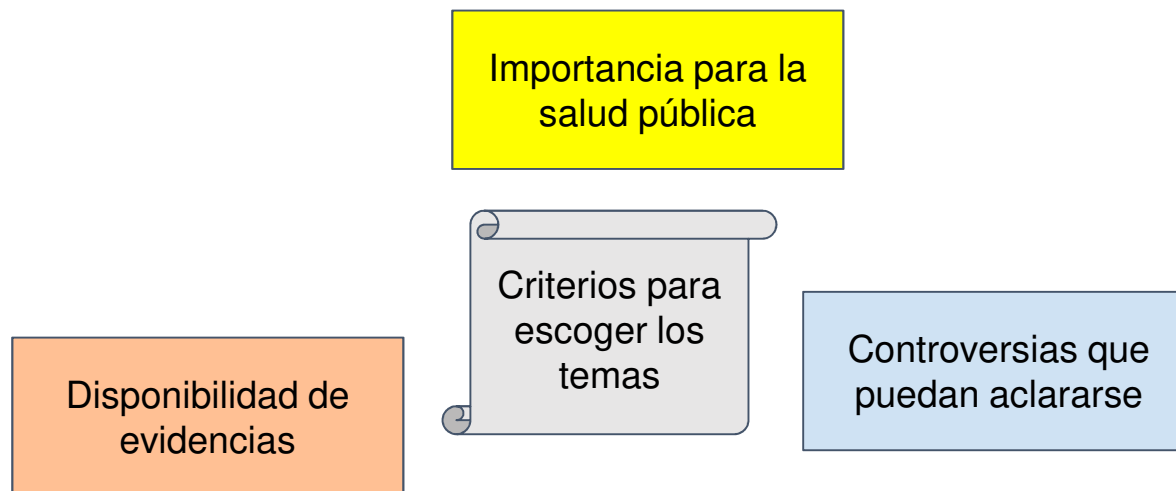 Importancia para la
salud pública
Criterios para
escoger los
temas
Disponibilidad de
evidencias
Controversias que
puedan aclararse